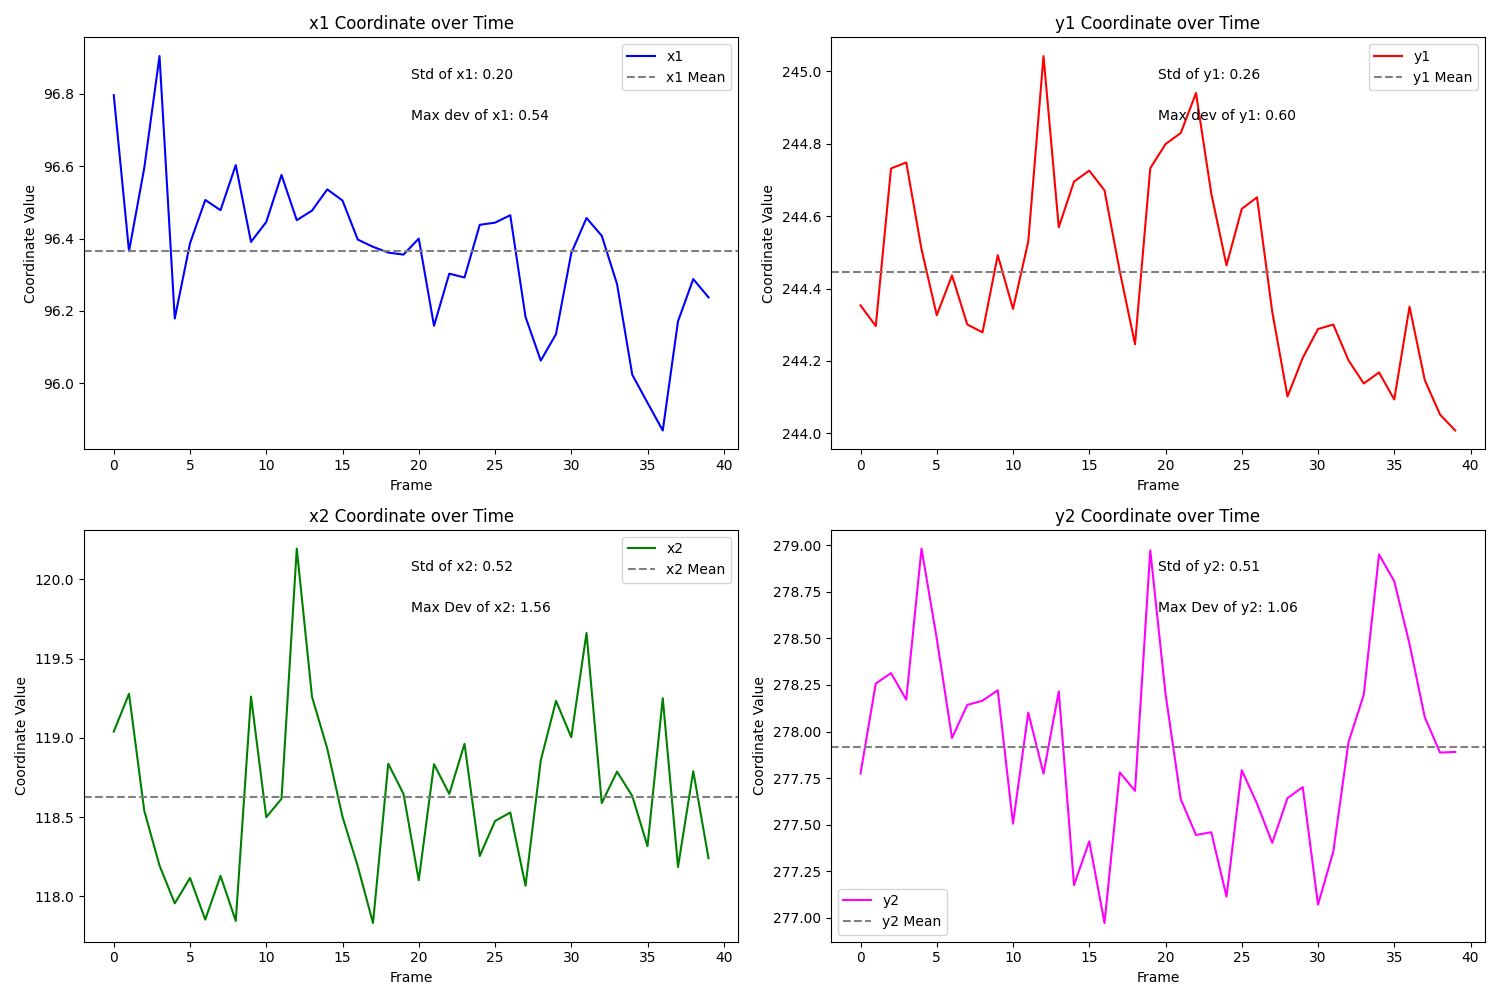 x1 Coordinate over Time
x1
x1 Mean
Std of x1: 0.20
Max dev of x1: 0.54
Coordinate Value
96.8
96.6
96.4
96.2
96.0
0 5 10 15 20 25 30 35 40
Frame
y1 Coordinate over Time
y1
y1 Mean
Std of y1: 0.26
Max dev of y1: 0.60
Coordinate Value
245.0
244.8
244.6
244.4
244.2
244.0
0 5 10 15 20 25 30 35 40
Frame
x2 Coordinate over Time
x2
x2 Mean
Std of x2: 0.52
Max Dev of x2: 1.56
Coordinate Value
120.0
119.5
119.0
118.5
118.0
0 5 10 15 20 25 30 35 40
Frame
y2 Coordinate over Time
Std of y2: 0.51
Max Dev of y2: 1.06
Coordinate Value
279.00
278.75
278.50
278.25
278.00
277.75
277.50
277.25
277.00
y2
y2 Mean
0 5 10 15 20 25 30 35 40
Frame